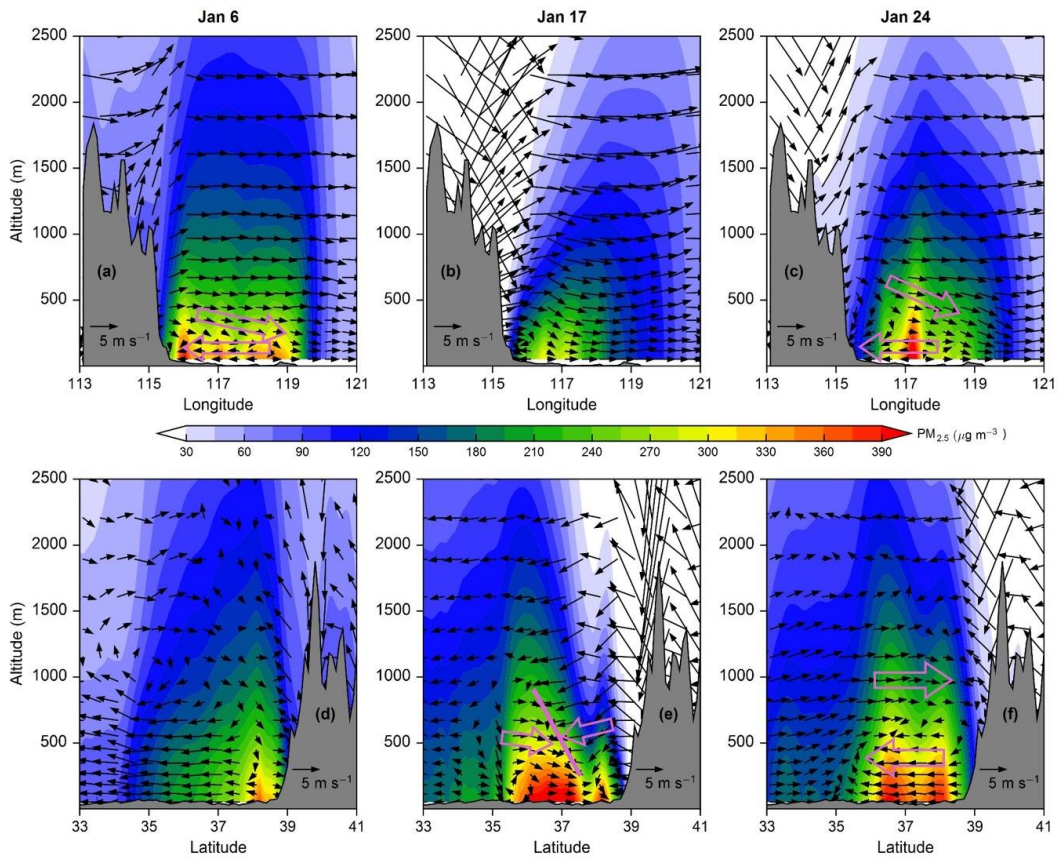 Jan 6 Jan 17 Jan 24
2500 2500 2500
2000 2000 2000
1500 1500 1500
Altitude (m)
1000 1000 1000
(a) (b) (c)
500 500 500
5 m s⁻¹ 5 m s⁻¹ 5 m s⁻¹
113 115 117 119 121 113 115 117 119 121 113 115 117 119 121
Longitude Longitude Longitude
PM2.5 (μg m⁻³)
30 60 90 120 150 180 210 240 270 300 330 360 390
2500 2500 2500
2000 2000 2000
1500 1500 1500
Altitude (m)
1000 1000 1000
(d) (e) (f)
500 500 500
5 m s⁻¹ 5 m s⁻¹ 5 m s⁻¹
33 35 37 39 41 33 35 37 39 41 33 35 37 39 41
Latitude Latitude Latitude